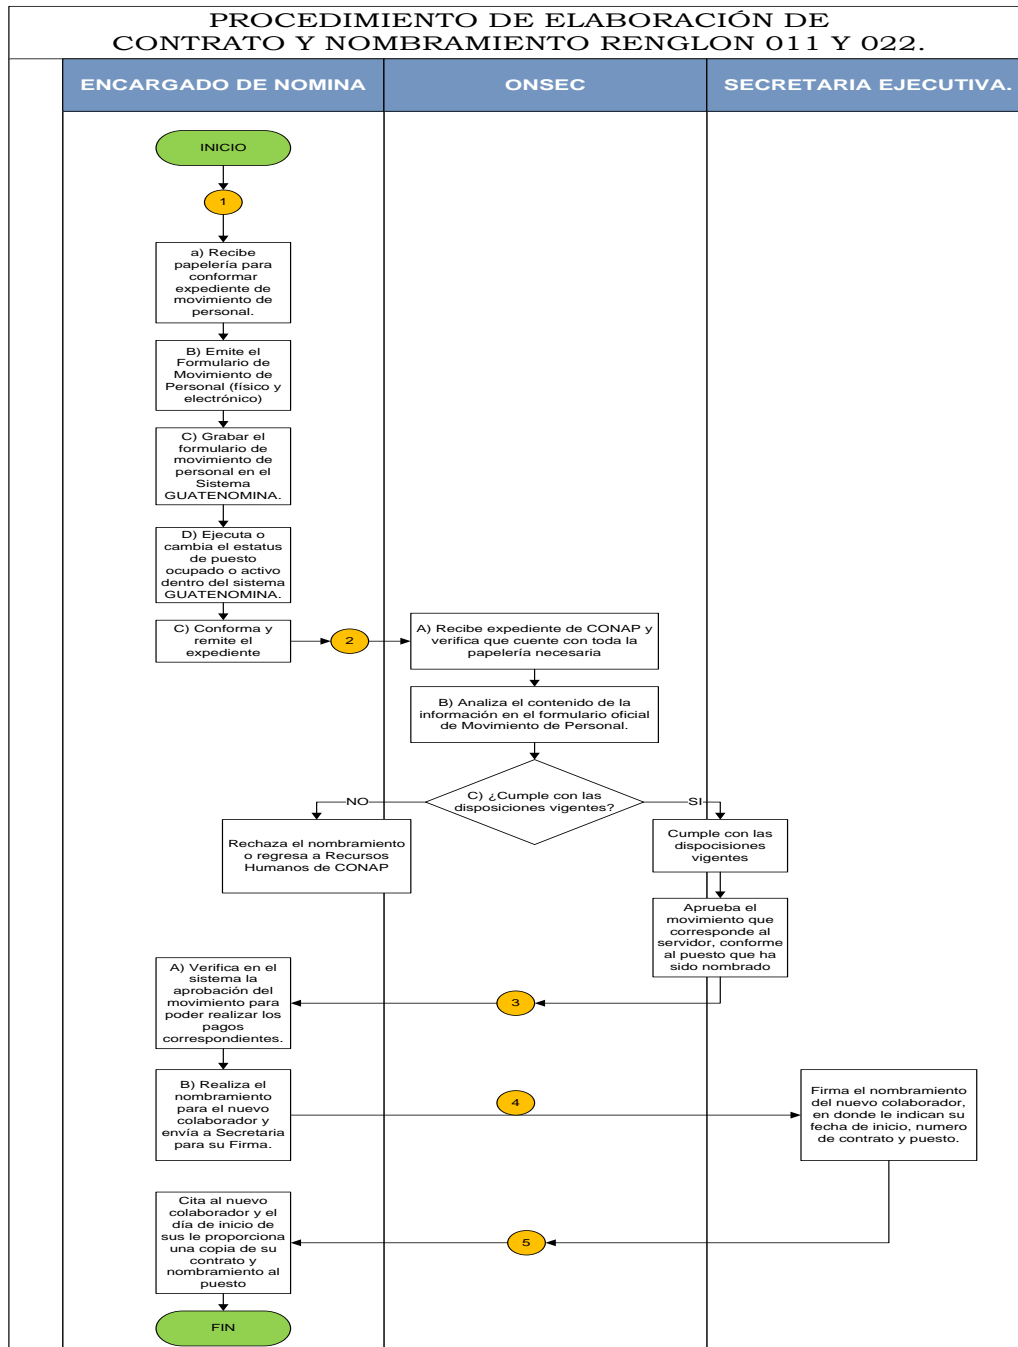 PROCEDIMIENTO DE ELABORACIÓN DE
CONTRATO Y NOMBRAMIENTO RENGLON 011 Y 022.
ENCARGADO DE NOMINA
ONSEC
SECRETARIA EJECUTIVA.
INICIO
1
a) Recibe
papelería para
conformar
expediente de
movimiento de
personal.
B) Emite el
Formulario de
Movimiento de
Personal (físico y
electrónico)
C) Grabar el
formulario de
movimiento de
personal en el
Sistema
GUATENOMINA.
D) Ejecuta o
cambia el estatus
de puesto
ocupado o activo
dentro del sistema
GUATENOMINA.
C) Conforma y
remite el
expediente
2
A) Recibe expediente de CONAP y
verifica que cuente con toda la
papelería necesaria
B) Analiza el contenido de la
información en el formulario oficial
de Movimiento de Personal.
C) ¿Cumple con las
disposiciones vigentes?
NO
SI
Rechaza el nombramiento
o regresa a Recursos
Humanos de CONAP
Cumple con las
dispocisiones
vigentes
Aprueba el
movimiento que
corresponde al
servidor, conforme
al puesto que ha
sido nombrado
3
A) Verifica en el
sistema la
aprobación del
movimiento para
poder realizar los
pagos
correspondientes.
B) Realiza el
nombramiento
para el nuevo
colaborador y
envía a Secretaria
para su Firma.
4
Firma el nombramiento
del nuevo colaborador,
en donde le indican su
fecha de inicio, numero
de contrato y puesto.
5
Cita al nuevo
colaborador y el
día de inicio de
sus le proporciona
una copia de su
contrato y
nombramiento al
puesto
FIN